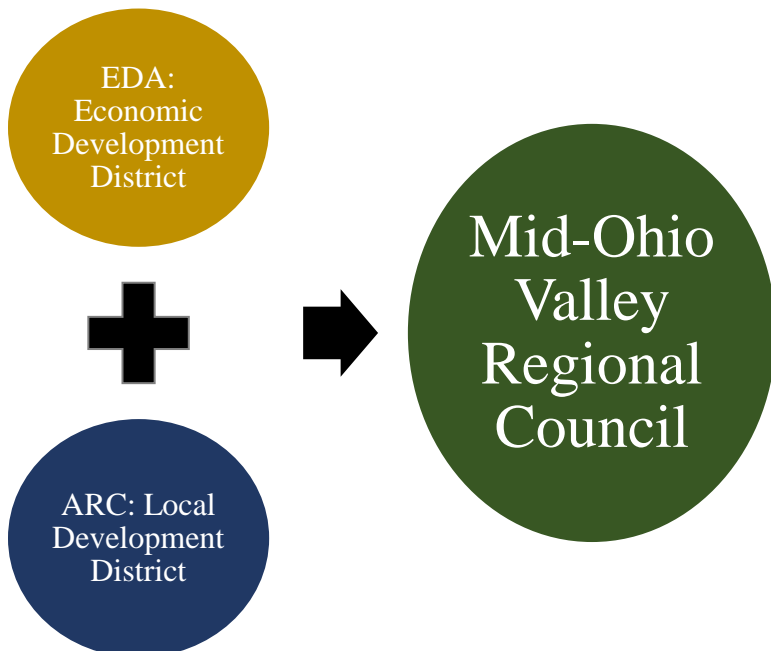 EDA:
Economic
Development
District
ARC: Local
Development
District
Mid-Ohio
Valley
Regional
Council